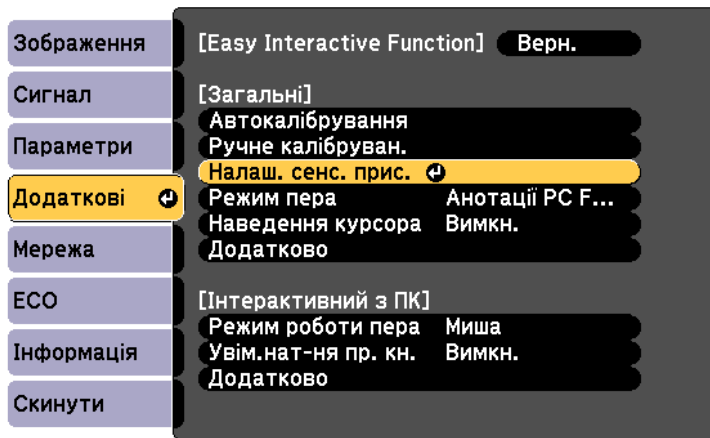 Зображення
Сигнал
Параметри
Додаткові
Мережа
ECO
Інформація
Скинути
[Easy Interactive Function] Верн.
[Загальні]
Автокалібрування
Ручне калібруван.
Налаш. сенс. прис.
Режим пера Анотації PC F...
Наведення курсора Вимкн.
Додатково
[Інтерактивний з ПК]
Режим роботи пера Миша
Увім.нат-ня пр. кн. Вимкн.
Додатково